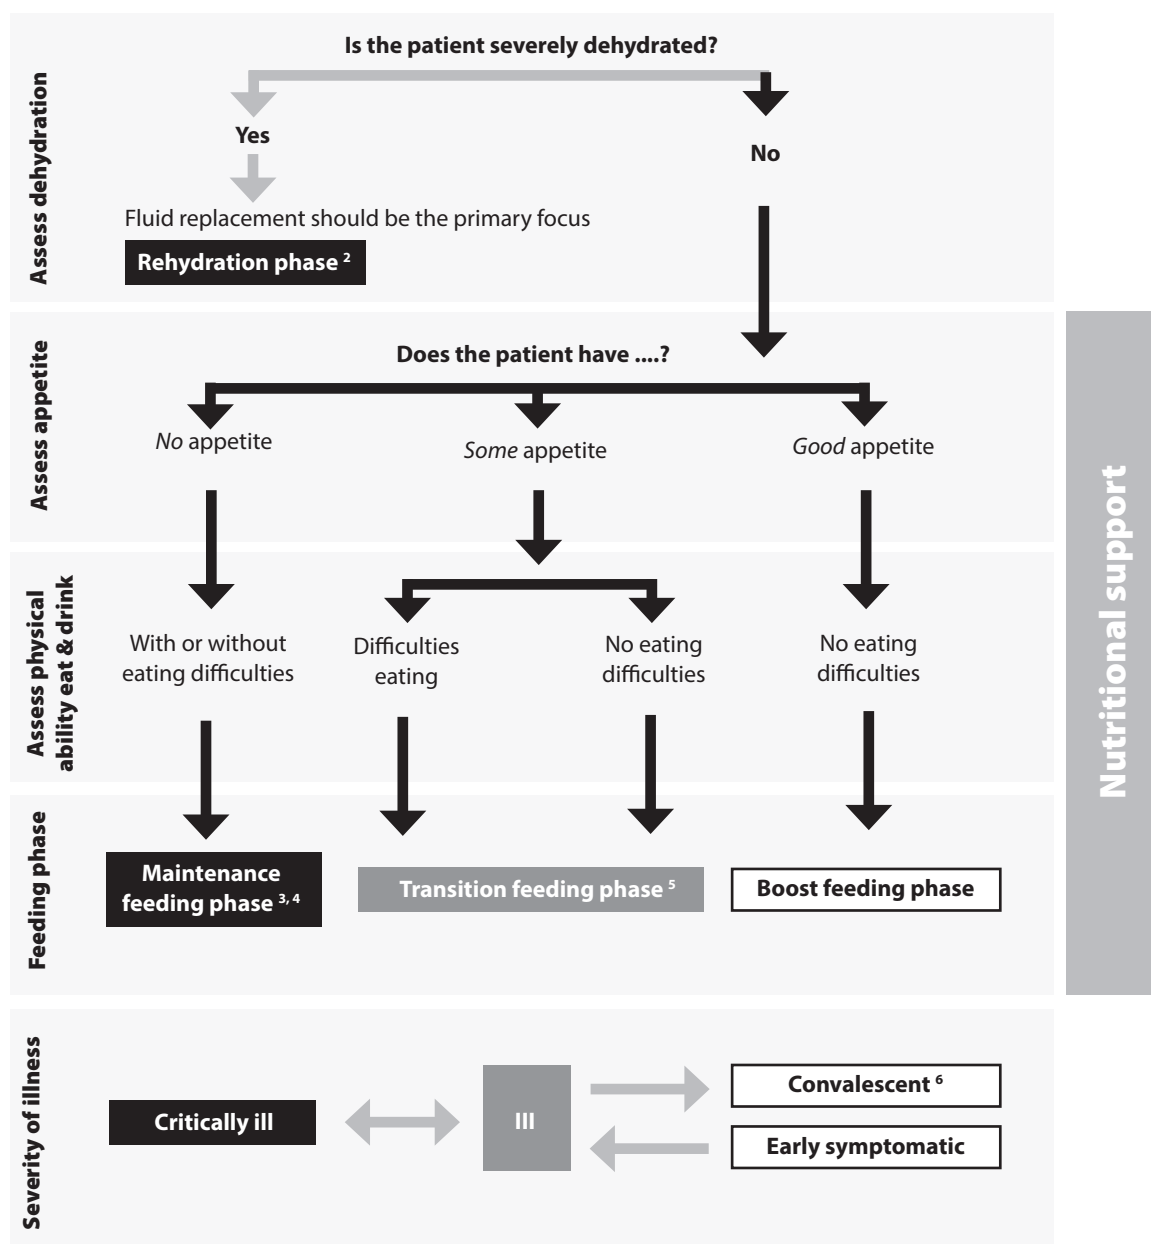 Assess dehydration
Is the patient severely dehydrated?
Yes
No
Fluid replacement should be the primary focus
Rehydration phase 2
Assess appetite
Does the patient have ....?
No appetite
Some appetite
Good appetite
Assess physical
ability eat & drink
With or without
eating difficulties
Difficulties
eating
No eating
difficulties
No eating
difficulties
Feeding phase
Maintenance
feeding phase 3, 4
Transition feeding phase 5
Boost feeding phase
Nutritional support
Severity of illness
Critically ill
Ill
Convalescent 6
Early symptomatic